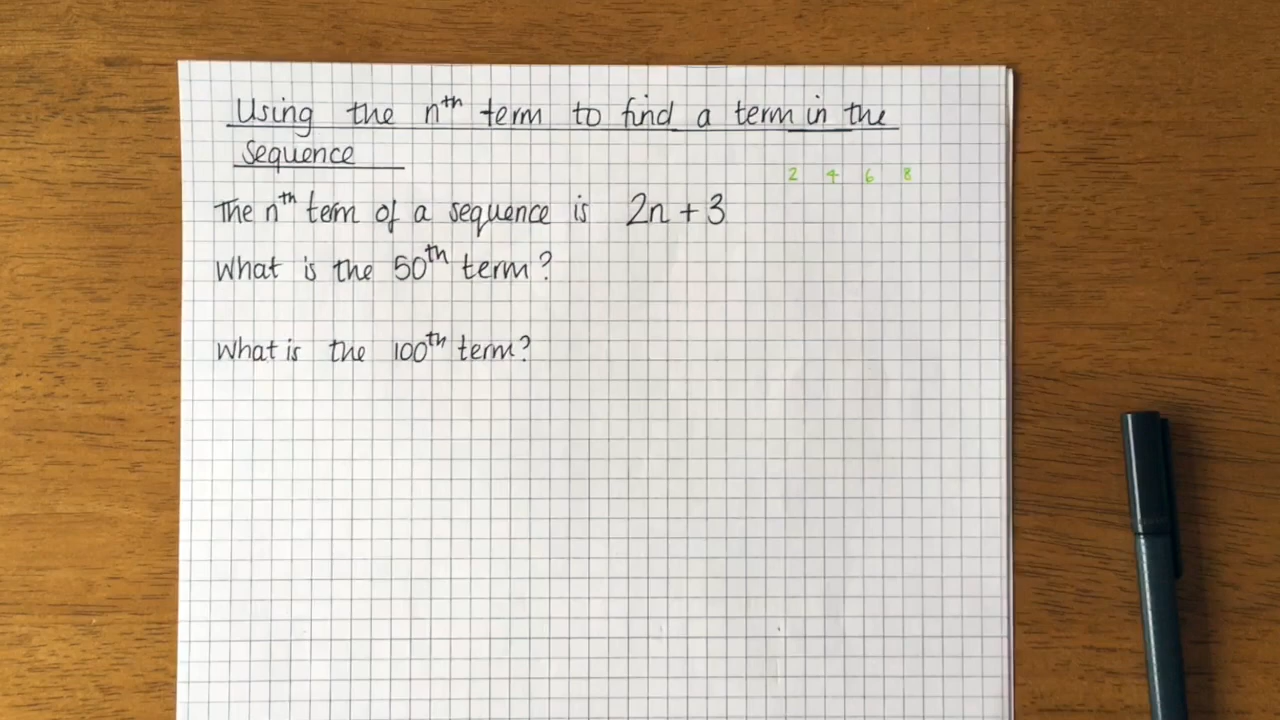 Using the nth term to find a term in the
sequence
2 4 6 8
The nth term of a sequence is 2n + 3
What is the 50th term?
What is the 100th term?